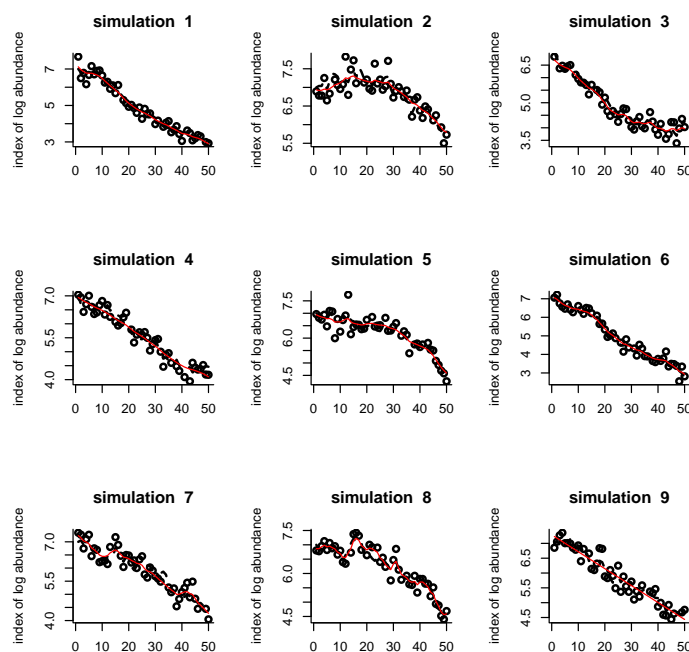 simulation 1
index of log abundance
3 5 7
0 10 20 30 40 50
simulation 2
index of log abundance
5.5 6.5 7.5
0 10 20 30 40 50
simulation 3
index of log abundance
3.5 5.0 6.5
0 10 20 30 40 50
simulation 4
index of log abundance
4.0 5.5 7.0
0 10 20 30 40 50
simulation 5
index of log abundance
4.5 6.0 7.5
0 10 20 30 40 50
simulation 6
index of log abundance
3 4 5 6 7
0 10 20 30 40 50
simulation 7
index of log abundance
4.0 5.5 7.0
0 10 20 30 40 50
simulation 8
index of log abundance
4.5 6.0 7.5
0 10 20 30 40 50
simulation 9
index of log abundance
4.5 5.5 6.5
0 10 20 30 40 50